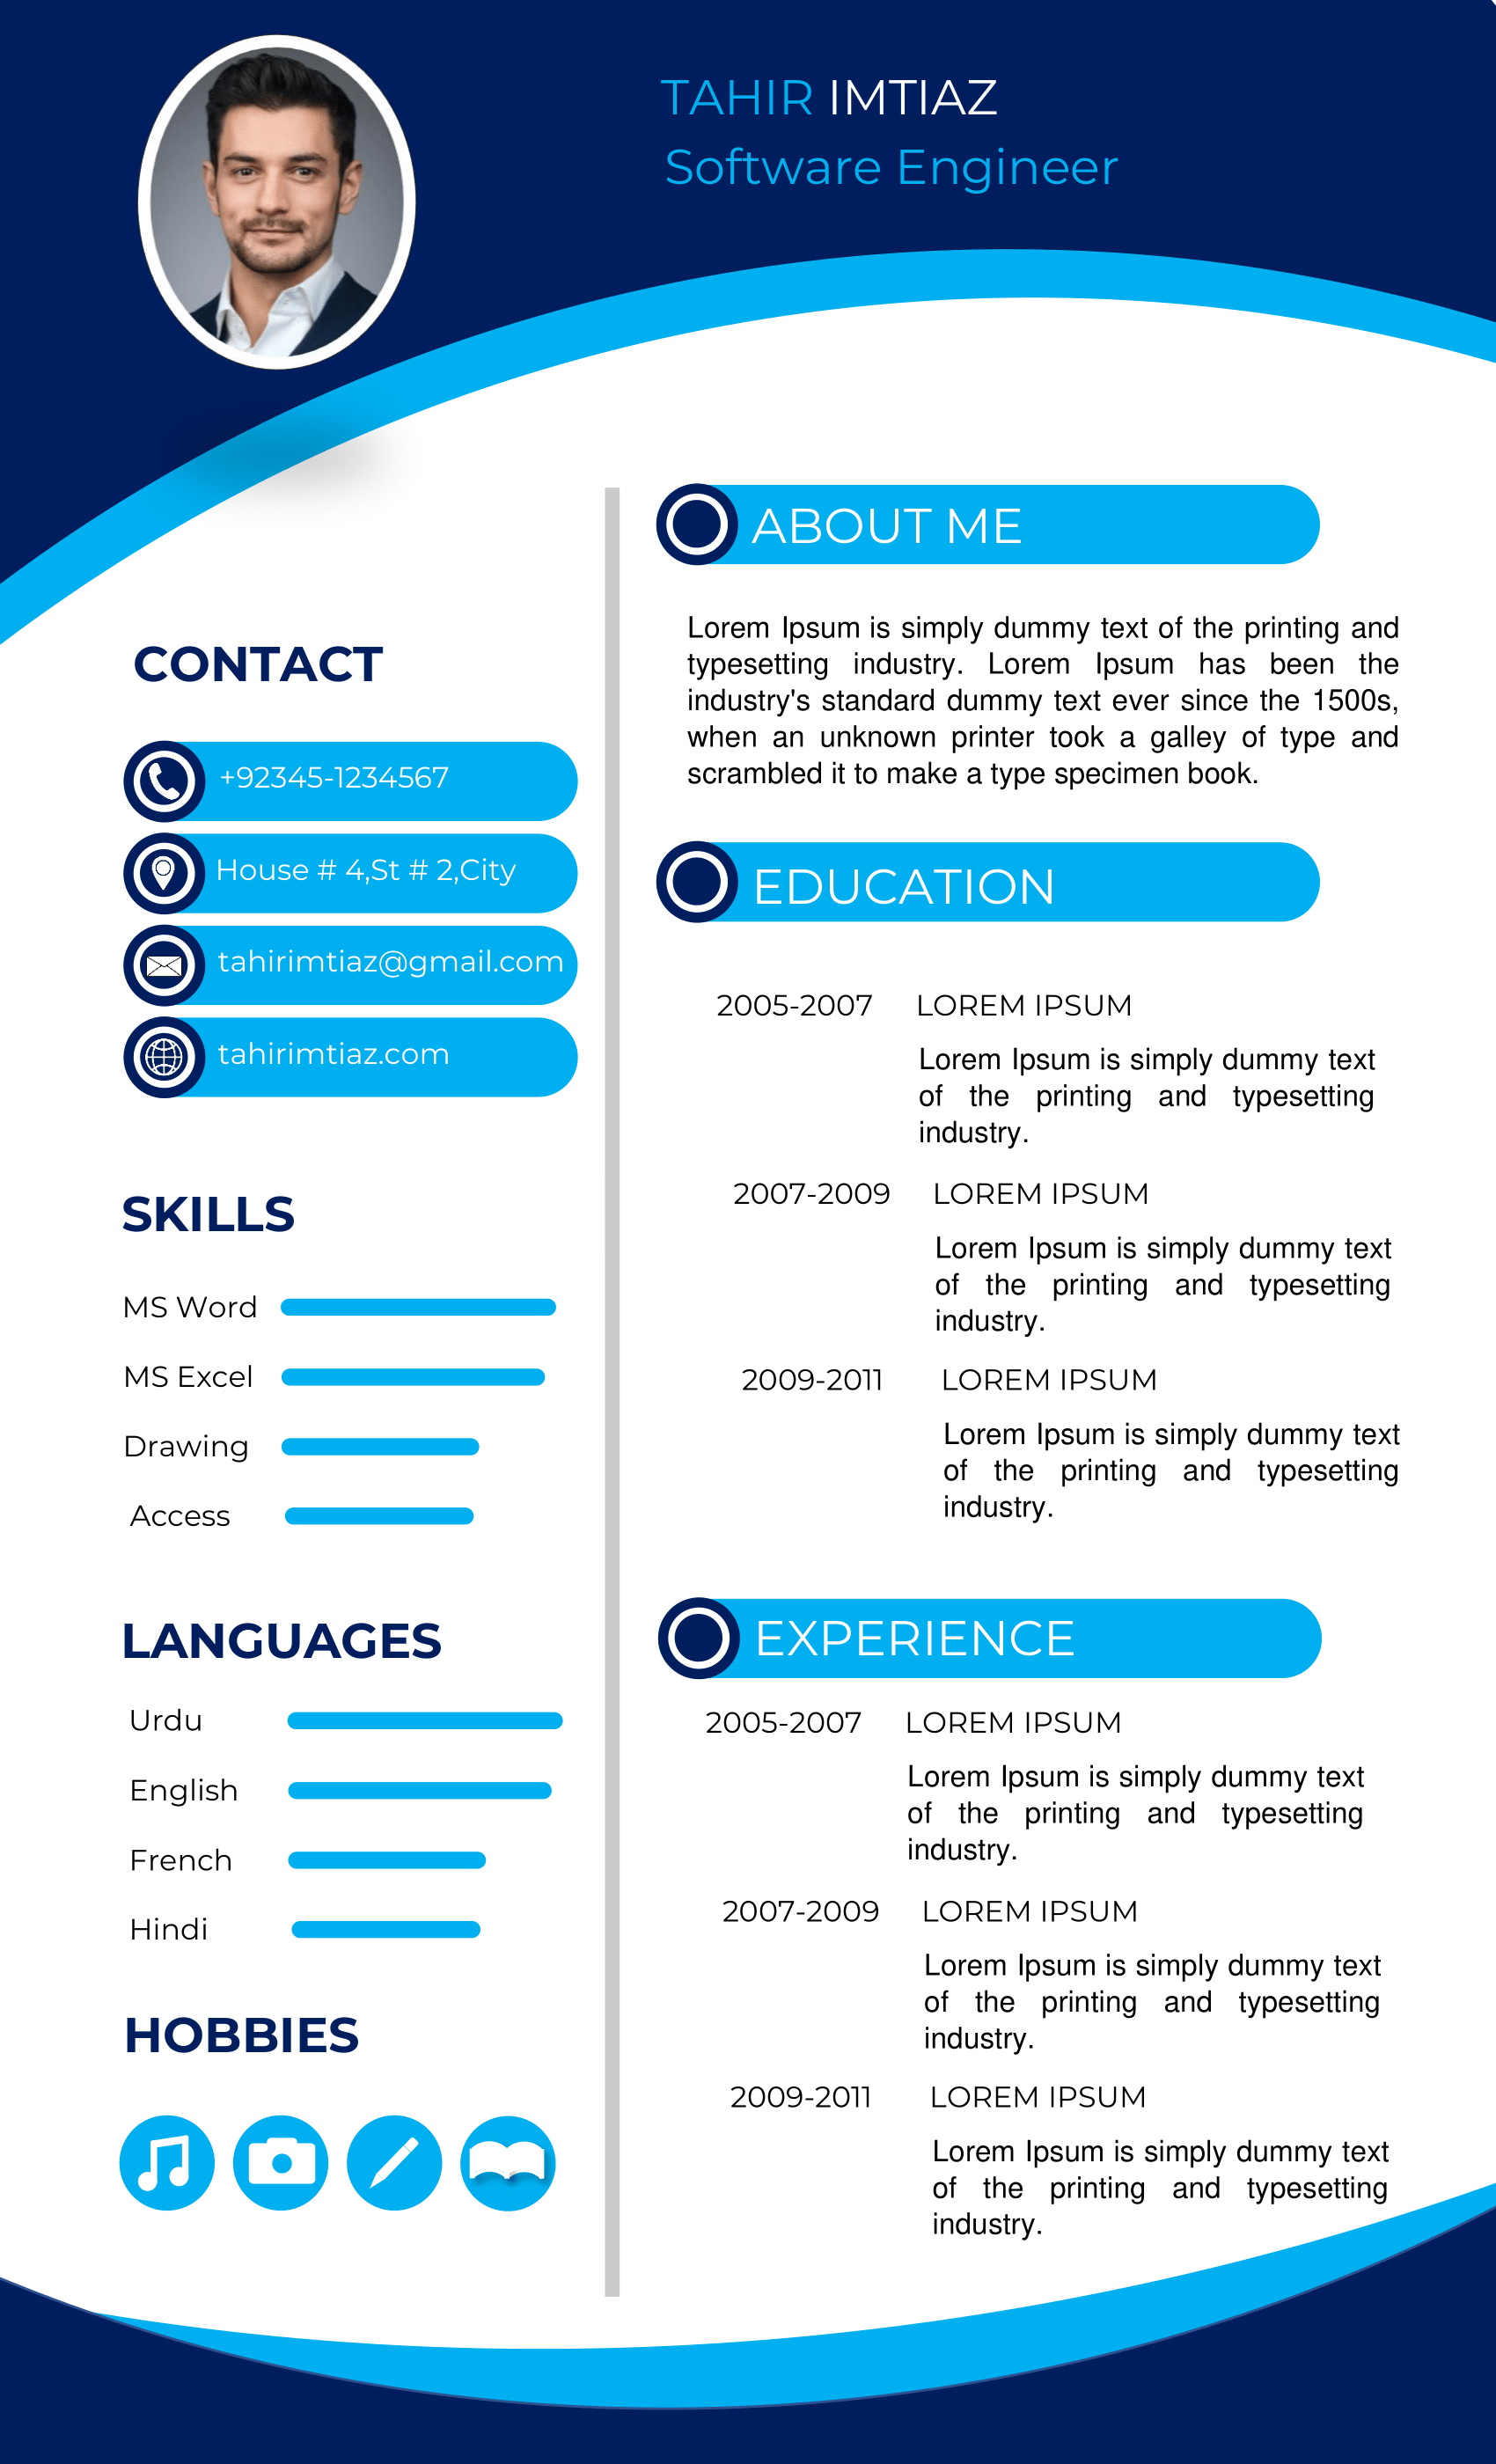 TAHIR IMTIAZ
Software Engineer
CONTACT
+92345-1234567
House # 4,St # 2,City
tahirimtiaz@gmail.com
tahirimtiaz.com
SKILLS
MS Word
MS Excel
Drawing
Access
LANGUAGES
Urdu
English
French
Hindi
HOBBIES
ABOUT ME
Lorem Ipsum is simply dummy text of the printing and
typesetting industry. Lorem Ipsum has been the
industry's standard dummy text ever since the 1500s,
when an unknown printer took a galley of type and
scrambled it to make a type specimen book.
EDUCATION
2005-2007 LOREM IPSUM
Lorem Ipsum is simply dummy text
of the printing and typesetting
industry.
2007-2009 LOREM IPSUM
Lorem Ipsum is simply dummy text
of the printing and typesetting
industry.
2009-2011 LOREM IPSUM
Lorem Ipsum is simply dummy text
of the printing and typesetting
industry.
EXPERIENCE
2005-2007 LOREM IPSUM
Lorem Ipsum is simply dummy text
of the printing and typesetting
industry.
2007-2009 LOREM IPSUM
Lorem Ipsum is simply dummy text
of the printing and typesetting
industry.
2009-2011 LOREM IPSUM
Lorem Ipsum is simply dummy text
of the printing and typesetting
industry.